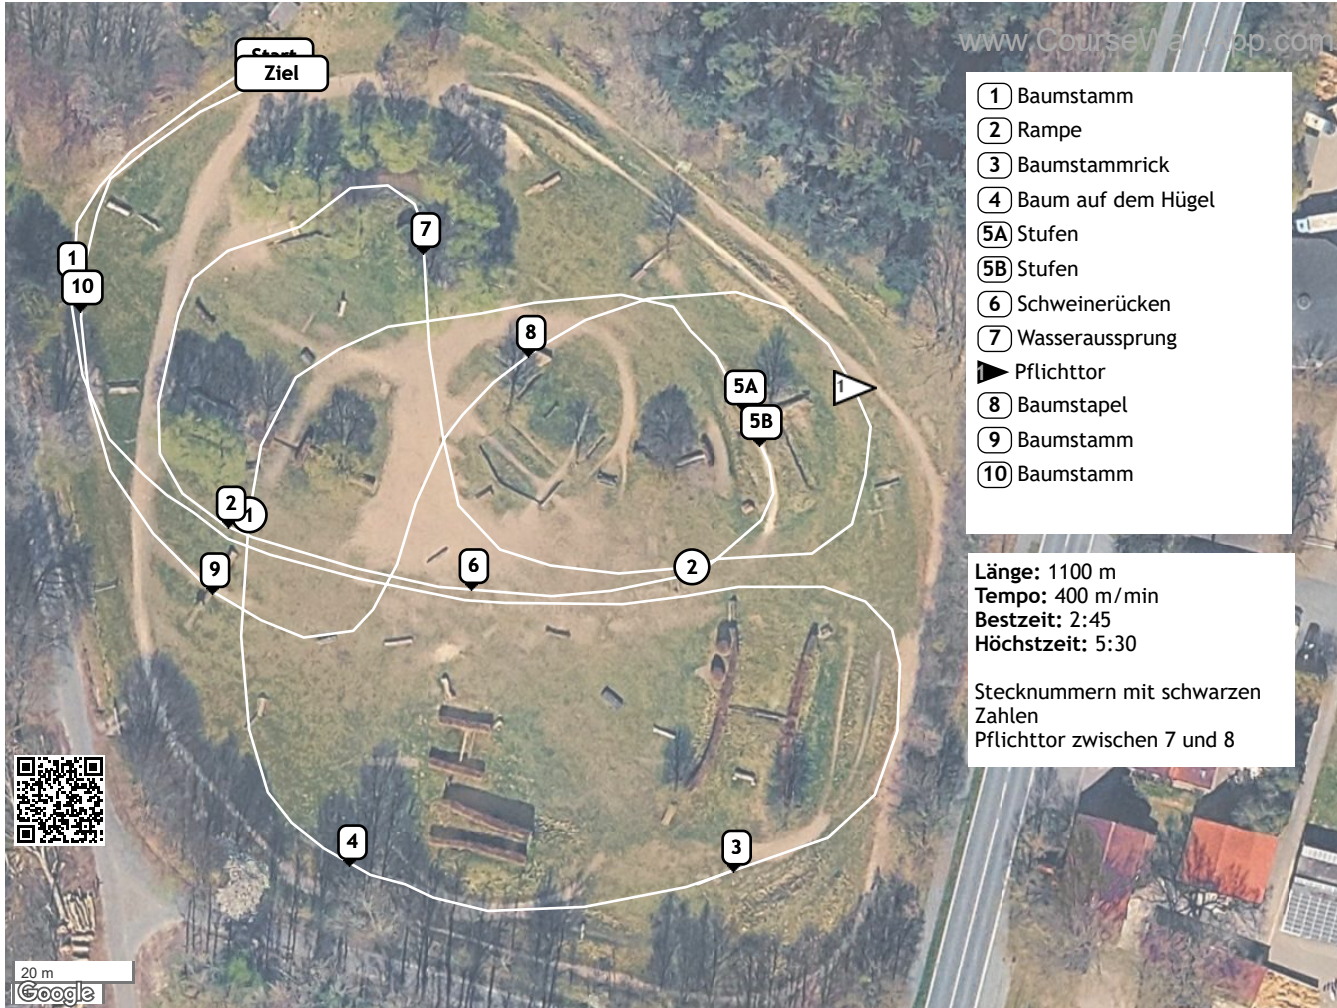 www.CourseWalkApp.com
Start
Ziel
1
10
7
8
5A
5B
1
2
1
9
6
2
4
3
1 Baumstamm
2 Rampe
3 Baumstammrick
4 Baum auf dem Hügel
5A Stufen
5B Stufen
6 Schweinerücken
7 Wasseraussprung
1 Pflichttor
8 Baumstapel
9 Baumstamm
10 Baumstamm
Länge: 1100 m
Tempo: 400 m/min
Bestzeit: 2:45
Höchstzeit: 5:30
Stecknummern mit schwarzen
Zahlen
Pflichttor zwischen 7 und 8
20 m
Google